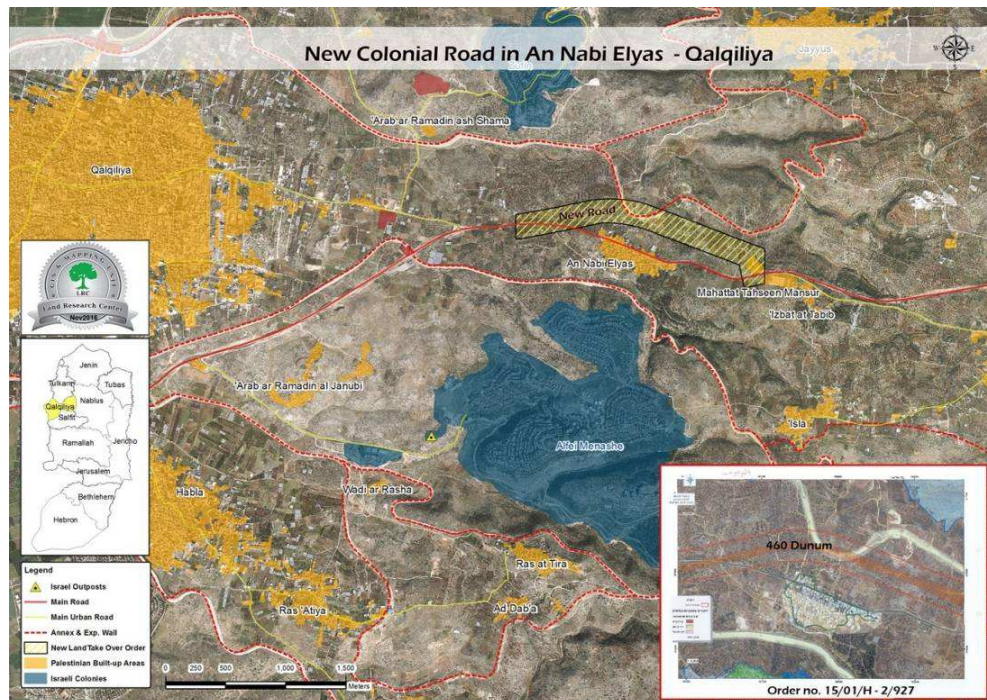 New Colonial Road in An Nabi Elyas - Qalqiliya
W
E
S
Jayyus
'Arab ar Ramadin ash Shama
Qalqiliya
New Road
An Nabi Elyas
Mahattat Tahseen Mansur
'Izbat at Tabib
GIS & MAPPING UNIT
LRC
Land Research Center
Nov2016
'Arab ar Ramadin al Janubi
'Isla
Alfei Menashe
Jenin
Tulkarm
Tubas
Nablus
Qalqiliya
Salfit
Ramallah
Jericho
Jerusalem
Bethlehem
Hebron
Habla
Wadi ar Rasha
460 Dunum
Ras at Tira
Ras 'Atiya
Ad Dab'a
Legend
Israel Outposts
Main Road
Main Urban Road
Annex & Exp. Wall
New Land Take Over Order
Palestinian Built-up Areas
Israeli Colonies
0 250 500 1,000 1,500
Meters
Order no. 15/01/H - 2/927